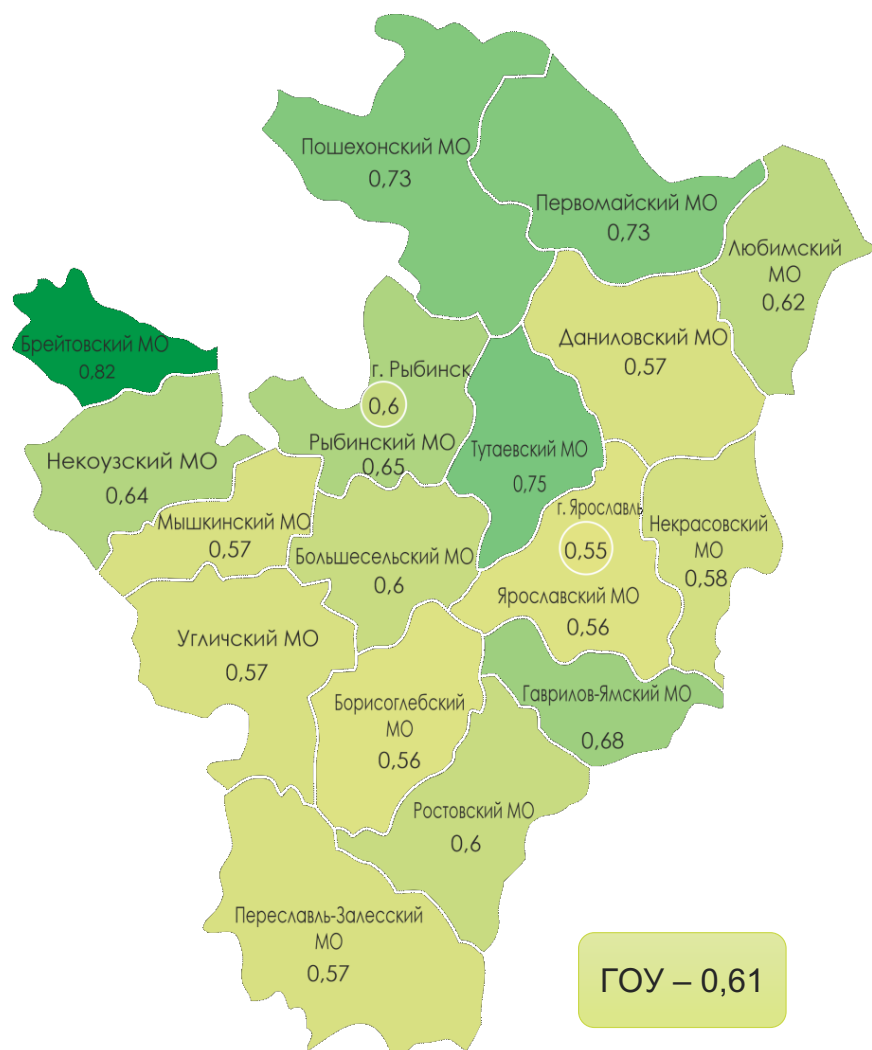 Пошехонский МО
0,73
Первомайский МО
0,73
Любимский
МО
0,62
Брейтовский МО
0,82
Даниловский МО
0,57
г. Рыбинск
0,6
Рыбинский МО
0,65
Тутаевский МО
0,75
Некоузский МО
0,64
Мышкинский МО
0,57
г. Ярославль
0,55
Некрасовский
МО
0,58
Большесельский МО
0,6
Ярославский МО
0,56
Угличский МО
0,57
Гаврилов-Ямский МО
0,68
Борисоглебский
МО
0,56
Ростовский МО
0,6
Переславль-Залесский
МО
0,57
ГОУ – 0,61